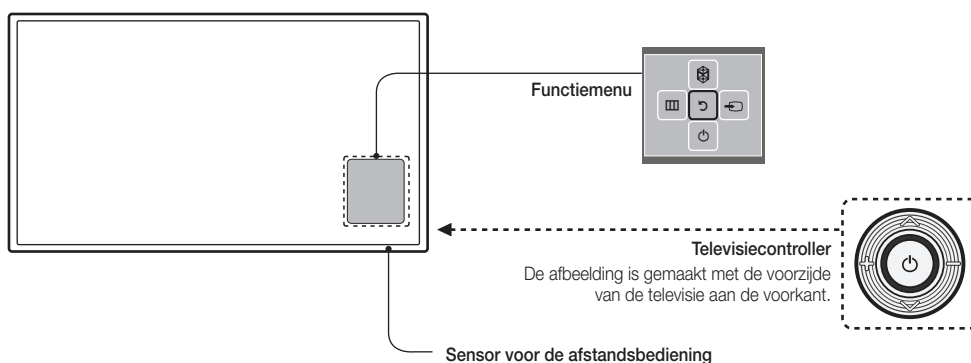 Functiemenu
Televisiecontroller
De afbeelding is gemaakt met de voorzijde
van de televisie aan de voorkant.
Sensor voor de afstandsbediening